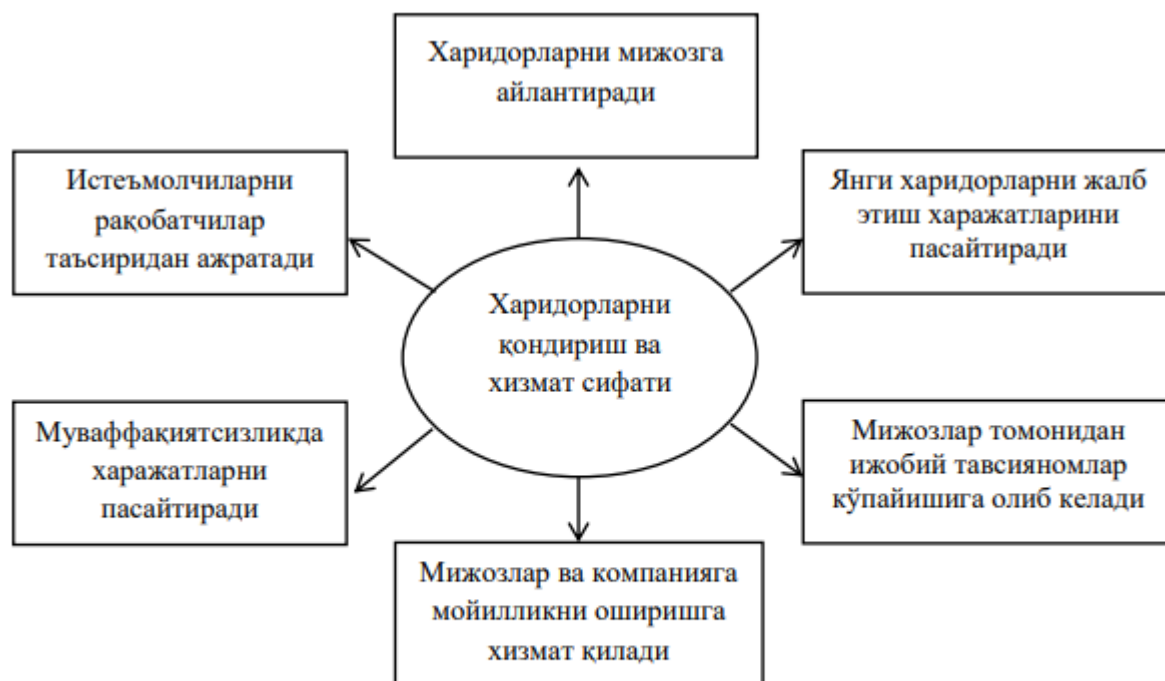 Харидорларни мижозга
айлантиради
Истеъмолчиларни
рақобатчилар
таъсиридан ажратади
Янги харидорларни жалб
этиш харажатларини
пасайтиради
Харидорларни
қондириш ва
хизмат сифати
Муваффақиятсизликда
харажатларни
пасайтиради
Мижозлар томонидан
ижобий тавсияномлар
кўпайишига олиб келади
Мижозлар ва компанияга
мойилликни оширишга
хизмат қилади